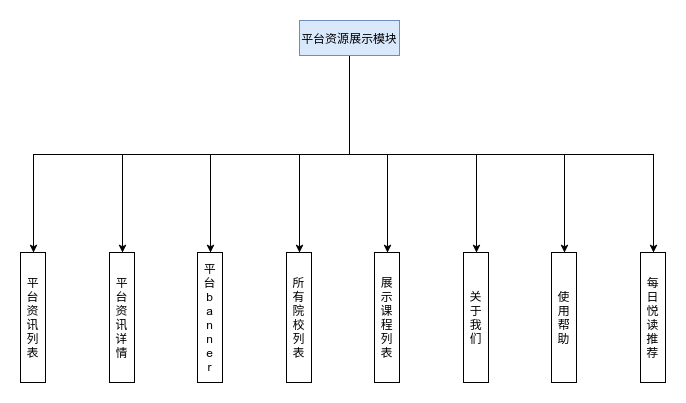 平台资源展示模块
平台资讯列表
平台资讯详情
平台banner
所有院校列表
展示课程列表
关于我们
使用帮助
每日悦读推荐